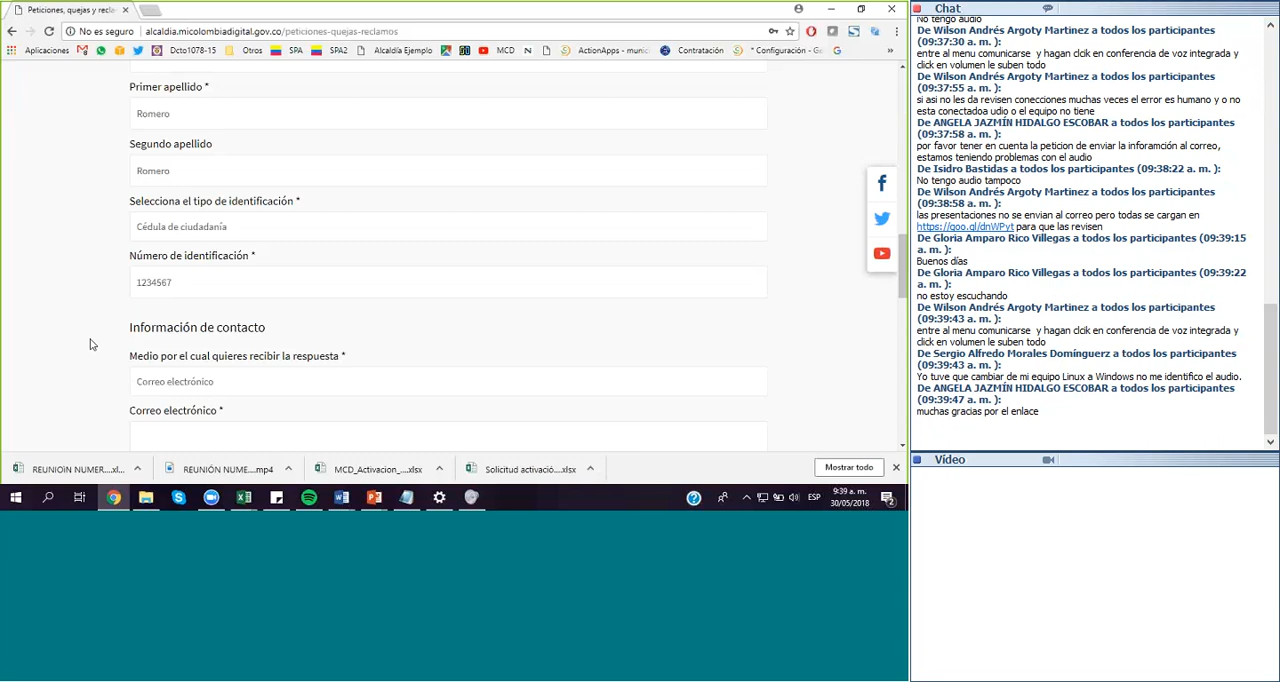 Peticiones, quejas y recla
No es seguro
alcaldia.micolombiadigital.gov.co/peticiones-quejas-reclamos
Aplicaciones
Dcto1078-15
Otros
SPA
SPA2
Alcaldía Ejemplo
MCD
ActionApps - munic
Contratación
* Configuración - Ge
»
Primer apellido *
Romero
Segundo apellido
Romero
Selecciona el tipo de identificación *
Cédula de ciudadanía
Número de identificación *
1234567
Información de contacto
Medio por el cual quieres recibir la respuesta *
Correo electrónico
Correo electrónico *
REUNIOìN NUMER....xl...
REUNIÓN NUME....mp4
MCD_Activacion_....xlsx
Solicitud activació....xlsx
Mostrar todo
ESP
9:39 a. m.
30/05/2018
2
Chat
No tengo audio
De Wilson Andrés Argoty Martinez a todos los participantes
(09:37:30 a. m. ):
entre al menu comunicarse y hagan clcik en conferencia de voz integrada y
click en volumen le suben todo
De Wilson Andrés Argoty Martinez a todos los participantes
(09:37:55 a. m. ):
si asi no les da revisen conecciones muchas veces el error es humano y o no
esta conectadoa udio o el equipo no tiene
De ANGELA JAZMÍN HIDALGO ESCOBAR a todos los participantes
(09:37:58 a. m. ):
por favor tener en cuenta la peticion de enviar la inforamción al correo,
estamos teniendo problemas con el audio
De Isidro Bastidas a todos los participantes (09:38:22 a. m. ):
No tengo audio tampoco
De Wilson Andrés Argoty Martinez a todos los participantes
(09:38:58 a. m. ):
las presentaciones no se envian al correo pero todas se cargan en
https://goo.gl/dnWPyt para que las revisen
De Gloria Amparo Rico Villegas a todos los participantes (09:39:15
a. m. ):
Buenos días
De Gloria Amparo Rico Villegas a todos los participantes (09:39:22
a. m. ):
no estoy escuchando
De Wilson Andrés Argoty Martinez a todos los participantes
(09:39:43 a. m. ):
entre al menu comunicarse y hagan clcik en conferencia de voz integrada y
click en volumen le suben todo
De Sergio Alfredo Morales Domínguerz a todos los participantes
(09:39:43 a. m. ):
Yo tuve que cambiar de mi equipo Linux a Windows no me identifico el audio.
De ANGELA JAZMÍN HIDALGO ESCOBAR a todos los participantes
(09:39:47 a. m. ):
muchas gracias por el enlace
Vídeo